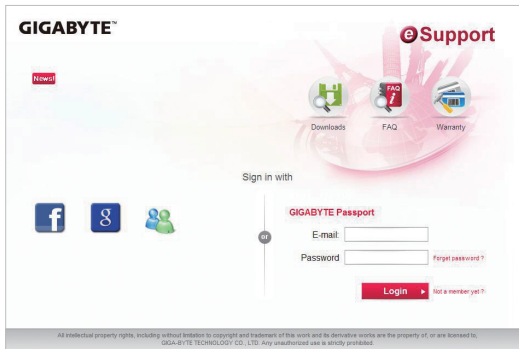 GIGABYTE™
eSupport
News!
FAQ
i
Downloads
FAQ
Warranty
Sign in with
f
g
or
GIGABYTE Passport
E-mail:
Password
Forget password ?
Login
Not a member yet ?
All intellectual property rights, including without limitation to copyright and trademark of this work and its derivative works are the property of, or are licensed to,
GIGA-BYTE TECHNOLOGY CO., LTD. Any unauthorized use is strictly prohibited.